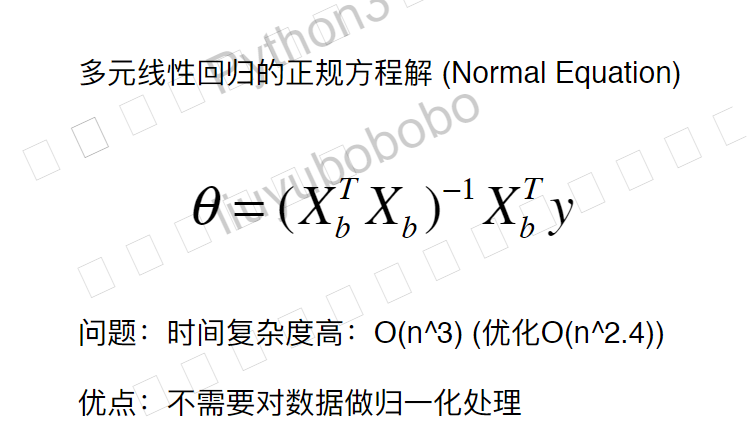 Python3
多元线性回归的正规方程解 (Normal Equation)
liuyubobobo
θ = (X_b^T X_b)^{-1} X_b^T y
问题：时间复杂度高：O(n^3) (优化O(n^2.4))
优点：不需要对数据做归一化处理